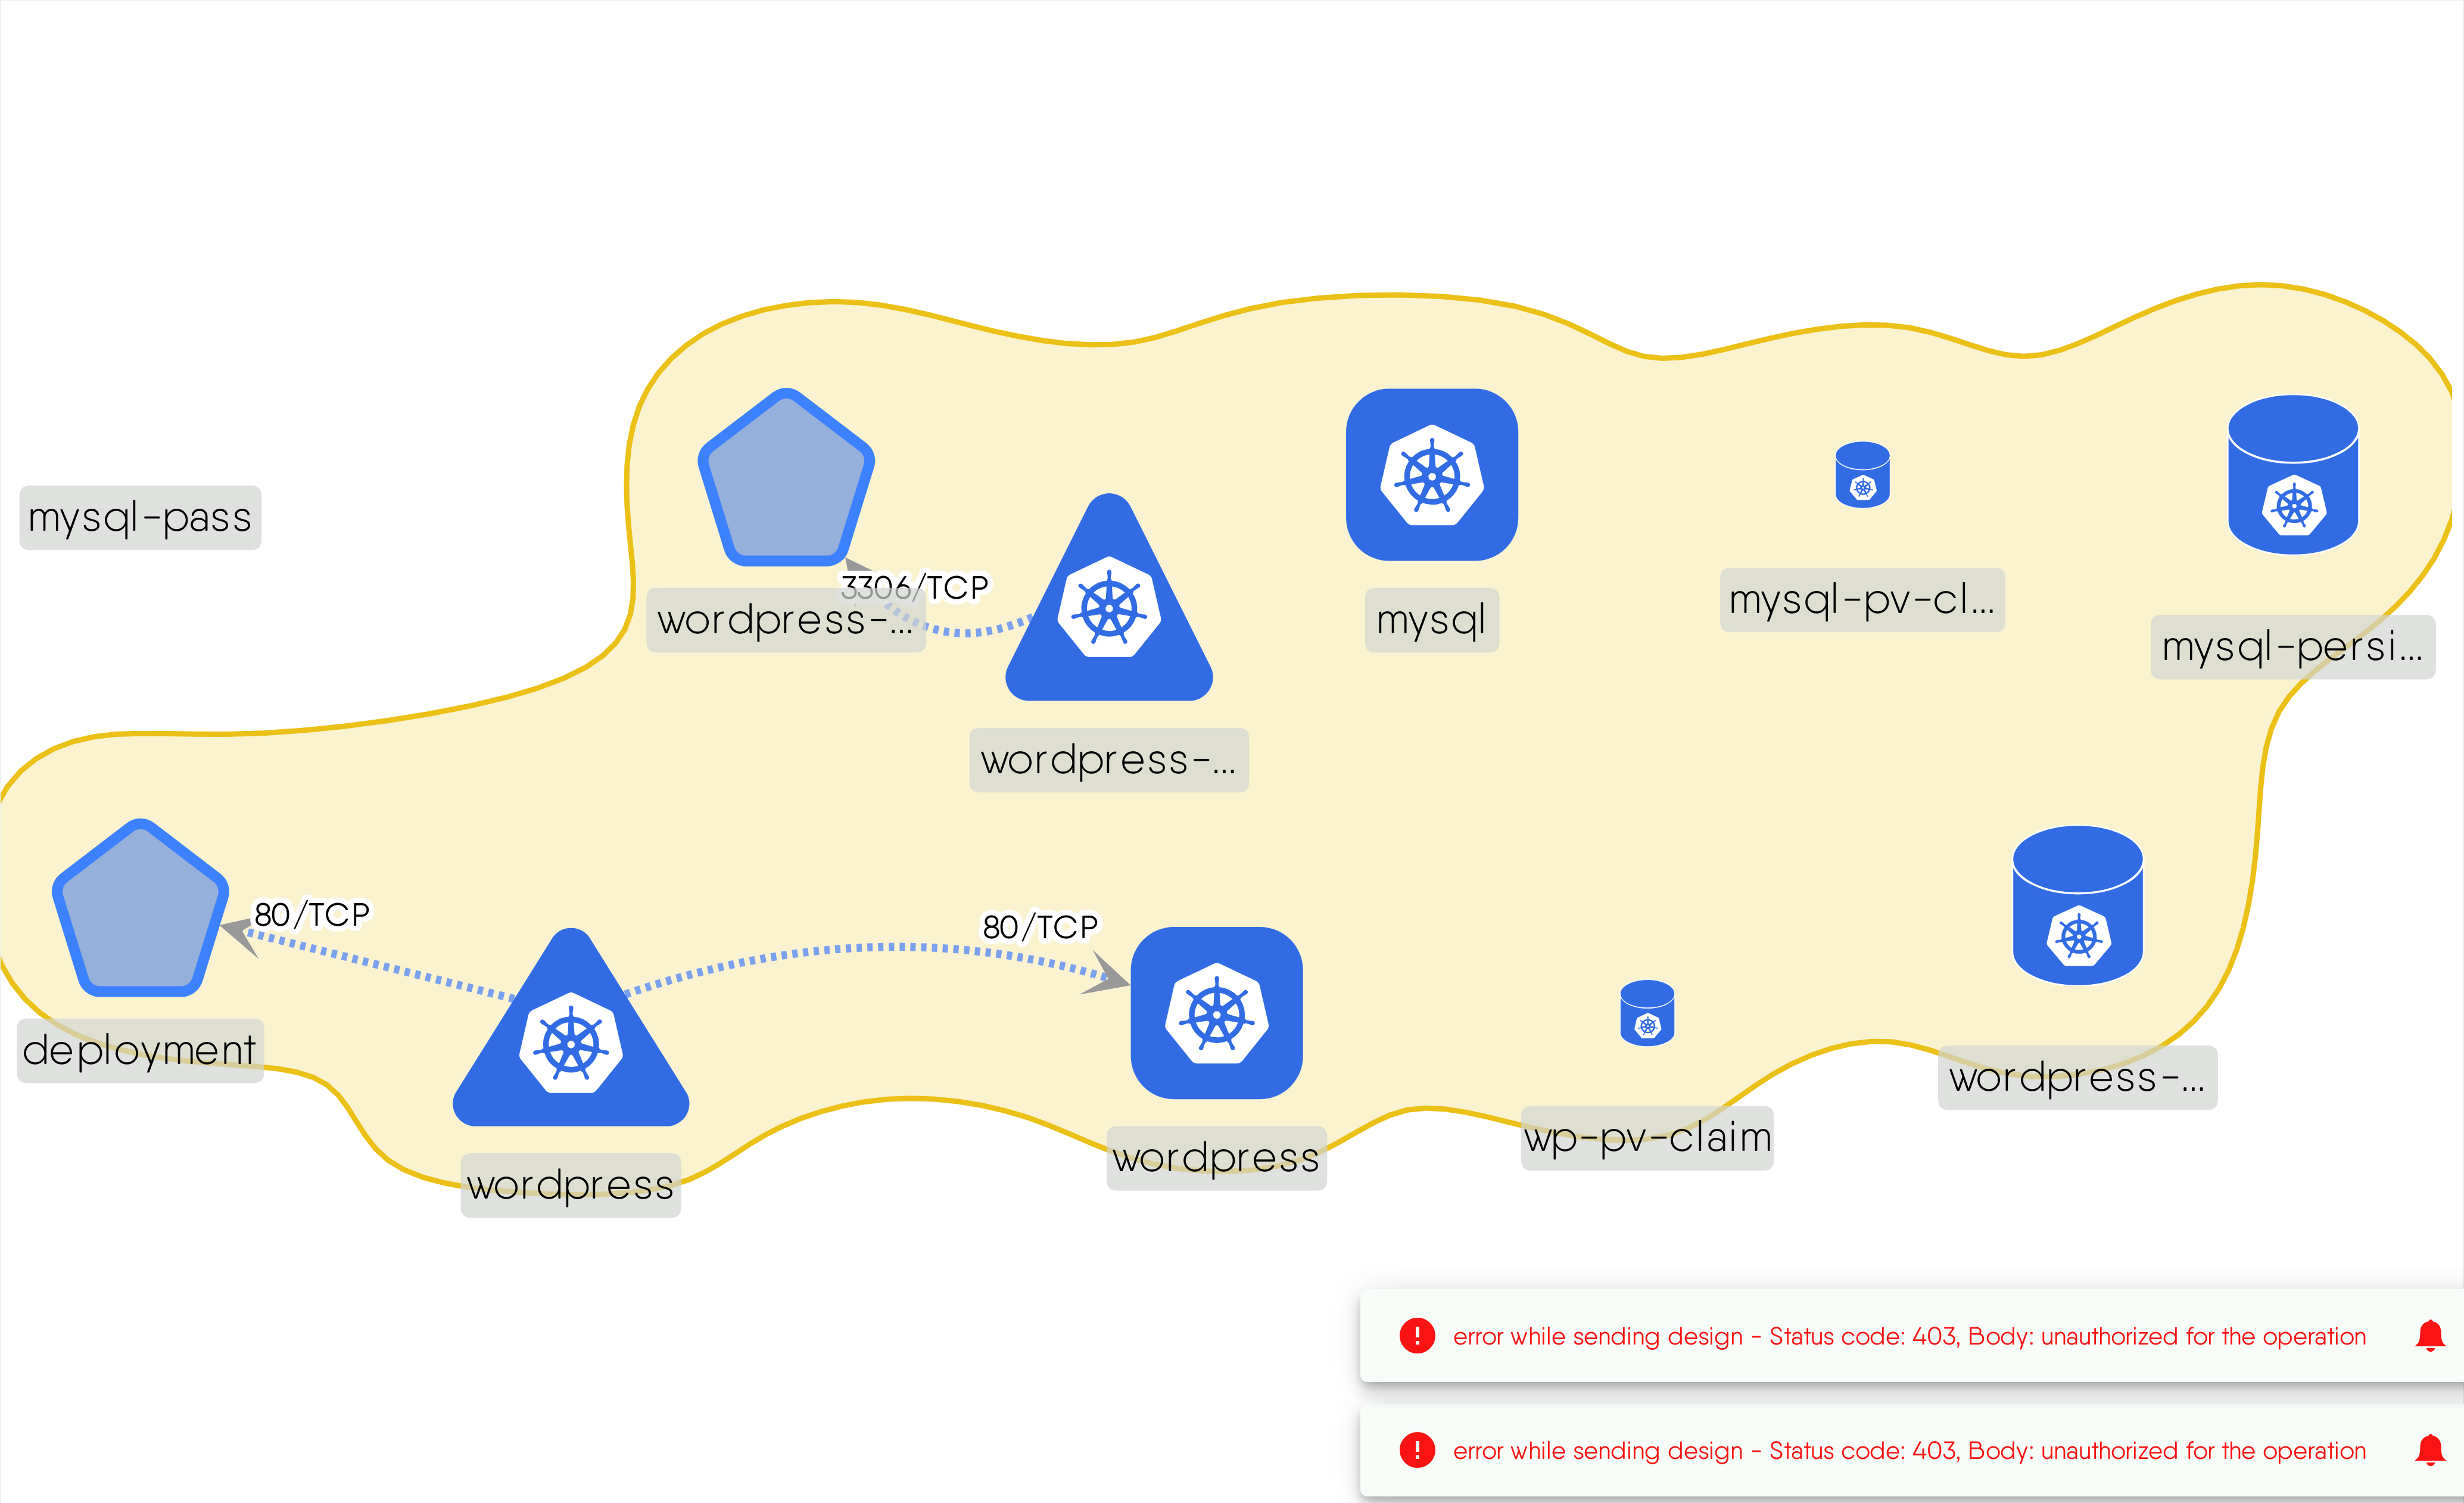 mysql-pass
3306/TCP
wordpress-...
mysql
mysql-pv-cl...
mysql-persi...
wordpress-...
80/TCP
80/TCP
deployment
wordpress
wordpress
wp-pv-claim
wordpress-...
error while sending design - Status code: 403, Body: unauthorized for the operation
error while sending design - Status code: 403, Body: unauthorized for the operation